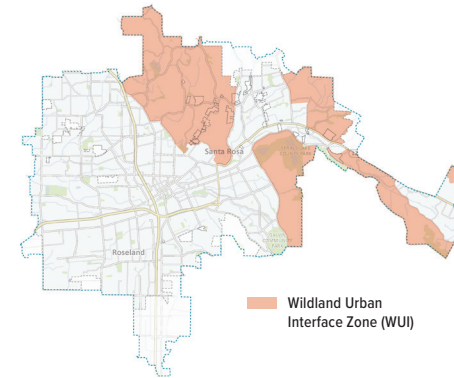 Santa Rosa
Roseland
Wildland Urban
Interface Zone (WUI)